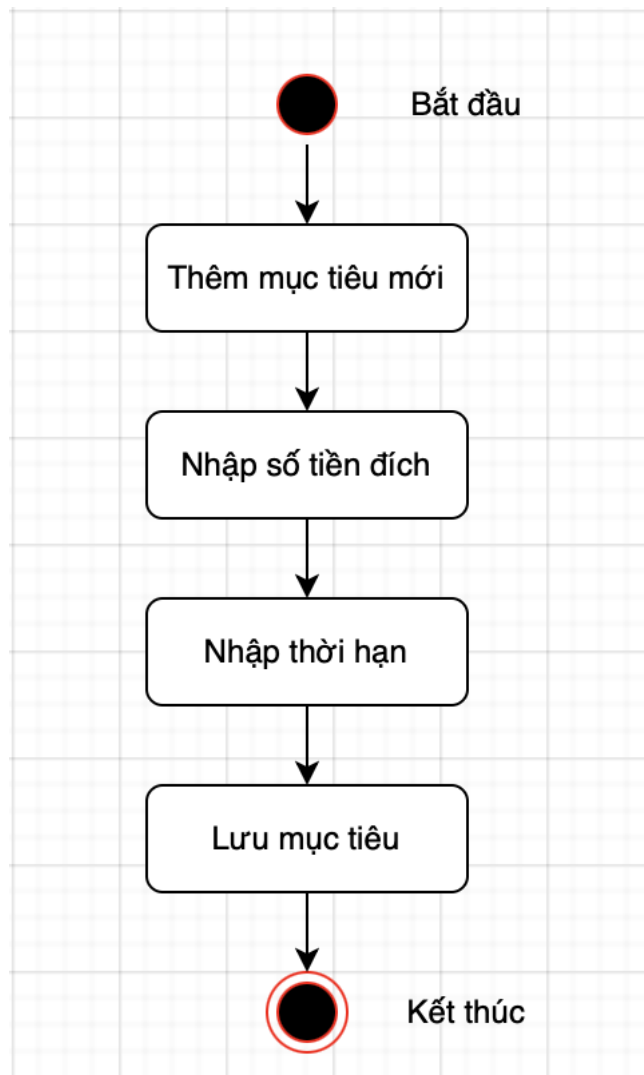 Bắt đầu
Thêm mục tiêu mới
Nhập số tiền đích
Nhập thời hạn
Lưu mục tiêu
Kết thúc